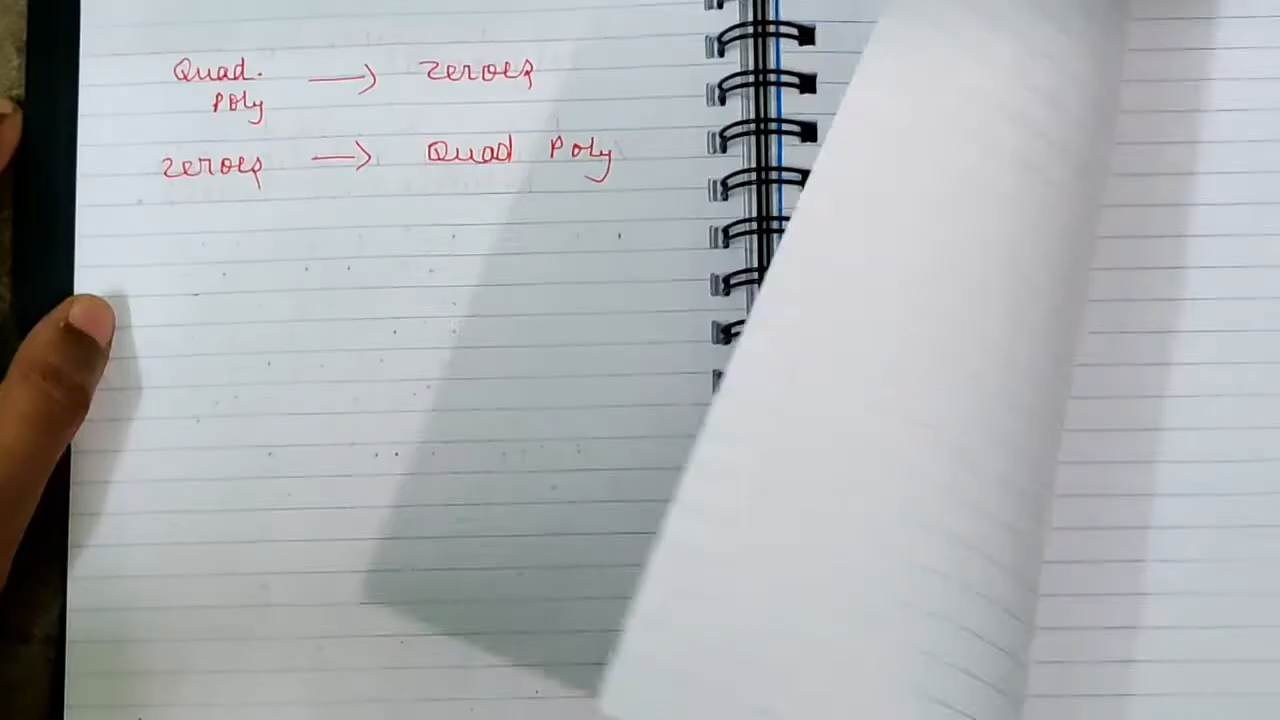 Quad. Poly → zeroes
zeroes → Quad Poly